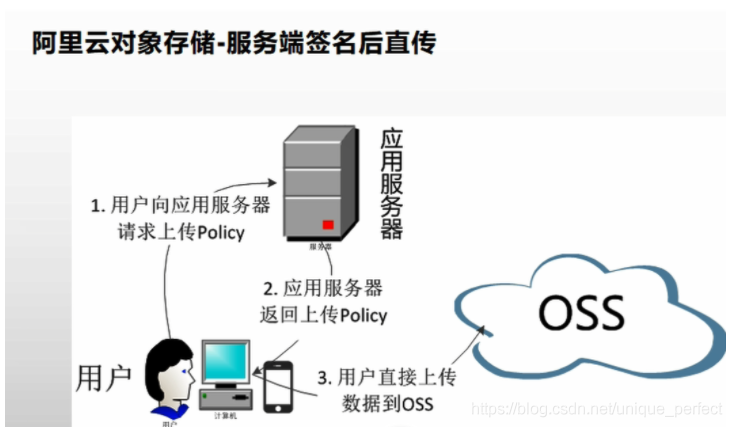 阿里云对象存储-服务端签名后直传
应用服务器
1. 用户向应用服务器
请求上传Policy
服务器
2. 应用服务器
返回上传Policy
OSS
用户
3. 用户直接上传
数据到OSS
计算机
用户
https://blog.csdn.net/unique_perfect